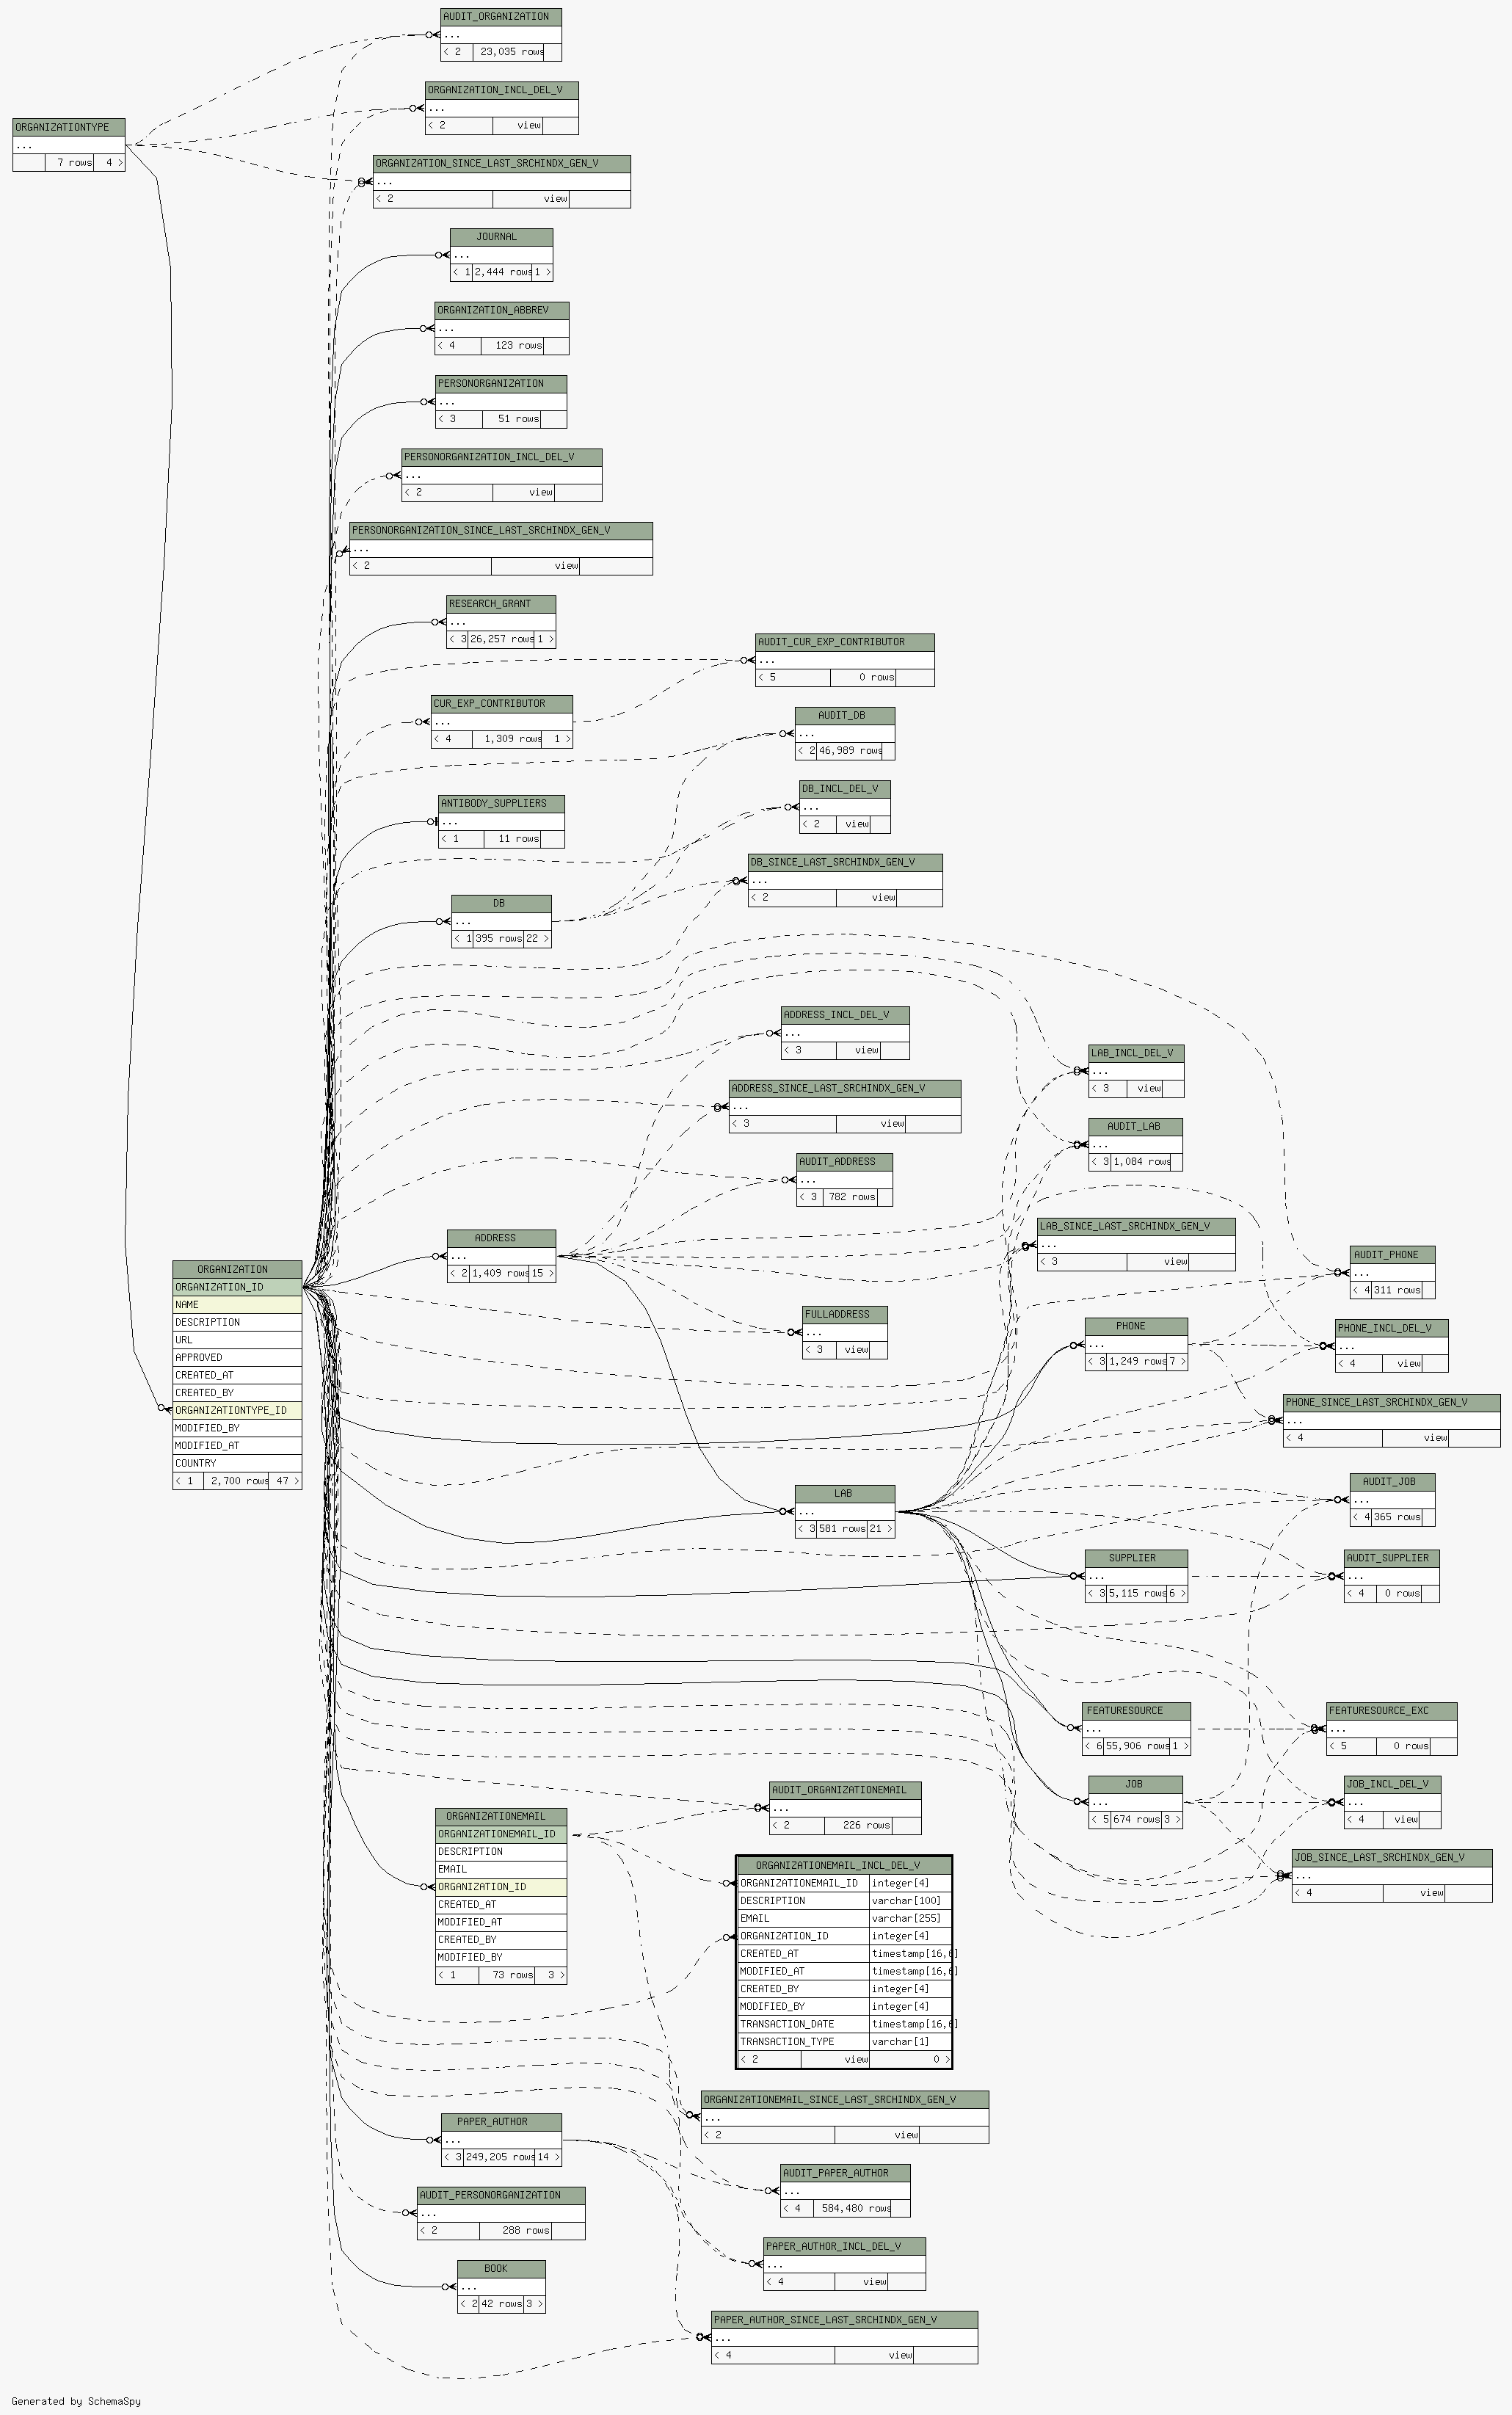 AUDIT_ORGANIZATION
...
< 2 23,035 rows
ORGANIZATION_INCL_DEL_V
...
< 2 view
ORGANIZATIONTYPE
...
7 rows 4 >
ORGANIZATION_SINCE_LAST_SRCHINDX_GEN_V
...
< 2 view
JOURNAL
...
< 1 2,444 rows 1 >
ORGANIZATION_ABBREV
...
< 4 123 rows
PERSONORGANIZATION
...
< 3 51 rows
PERSONORGANIZATION_INCL_DEL_V
...
< 2 view
PERSONORGANIZATION_SINCE_LAST_SRCHINDX_GEN_V
...
< 2 view
RESEARCH_GRANT
...
< 3 26,257 rows 1 >
AUDIT_CUR_EXP_CONTRIBUTOR
...
< 5 0 rows
CUR_EXP_CONTRIBUTOR
...
< 4 1,309 rows 1 >
AUDIT_DB
...
< 2 46,989 rows
DB_INCL_DEL_V
...
< 2 view
ANTIBODY_SUPPLIERS
...
< 1 11 rows
DB_SINCE_LAST_SRCHINDX_GEN_V
...
< 2 view
DB
...
< 1 395 rows 22 >
ADDRESS_INCL_DEL_V
...
< 3 view
LAB_INCL_DEL_V
...
< 3 view
ADDRESS_SINCE_LAST_SRCHINDX_GEN_V
...
< 3 view
AUDIT_LAB
...
< 3 1,084 rows
AUDIT_ADDRESS
...
< 3 782 rows
LAB_SINCE_LAST_SRCHINDX_GEN_V
...
< 3 view
ADDRESS
...
< 2 1,409 rows 15 >
AUDIT_PHONE
...
< 4 311 rows
FULLADDRESS
...
< 3 view
PHONE
...
< 3 1,249 rows 7 >
PHONE_INCL_DEL_V
...
< 4 view
PHONE_SINCE_LAST_SRCHINDX_GEN_V
...
< 4 view
ORGANIZATION
ORGANIZATION_ID
NAME
DESCRIPTION
URL
APPROVED
CREATED_AT
CREATED_BY
ORGANIZATIONTYPE_ID
MODIFIED_BY
MODIFIED_AT
COUNTRY
< 1 2,700 rows 47 >
AUDIT_JOB
...
< 4 365 rows
LAB
...
< 3 581 rows 21 >
SUPPLIER
...
< 3 5,115 rows 6 >
AUDIT_SUPPLIER
...
< 4 0 rows
FEATURESOURCE
...
< 6 55,906 rows 1 >
FEATURESOURCE_EXC
...
< 5 0 rows
JOB
...
< 5 674 rows 3 >
JOB_INCL_DEL_V
...
< 4 view
JOB_SINCE_LAST_SRCHINDX_GEN_V
...
< 4 view
AUDIT_ORGANIZATIONEMAIL
...
< 2 226 rows
ORGANIZATIONEMAIL
ORGANIZATIONEMAIL_ID
DESCRIPTION
EMAIL
ORGANIZATION_ID
CREATED_AT
MODIFIED_AT
CREATED_BY
MODIFIED_BY
< 1 73 rows 3 >
ORGANIZATIONEMAIL_INCL_DEL_V
ORGANIZATIONEMAIL_ID integer[4]
DESCRIPTION varchar[100]
EMAIL varchar[255]
ORGANIZATION_ID integer[4]
CREATED_AT timestamp[16,6]
MODIFIED_AT timestamp[16,6]
CREATED_BY integer[4]
MODIFIED_BY integer[4]
TRANSACTION_DATE timestamp[16,6]
TRANSACTION_TYPE varchar[1]
< 2 view 0 >
ORGANIZATIONEMAIL_SINCE_LAST_SRCHINDX_GEN_V
...
< 2 view
PAPER_AUTHOR
...
< 3 249,205 rows 14 >
AUDIT_PAPER_AUTHOR
...
< 4 584,480 rows
AUDIT_PERSONORGANIZATION
...
< 2 288 rows
PAPER_AUTHOR_INCL_DEL_V
...
< 4 view
BOOK
...
< 2 42 rows 3 >
PAPER_AUTHOR_SINCE_LAST_SRCHINDX_GEN_V
...
< 4 view
Generated by SchemaSpy